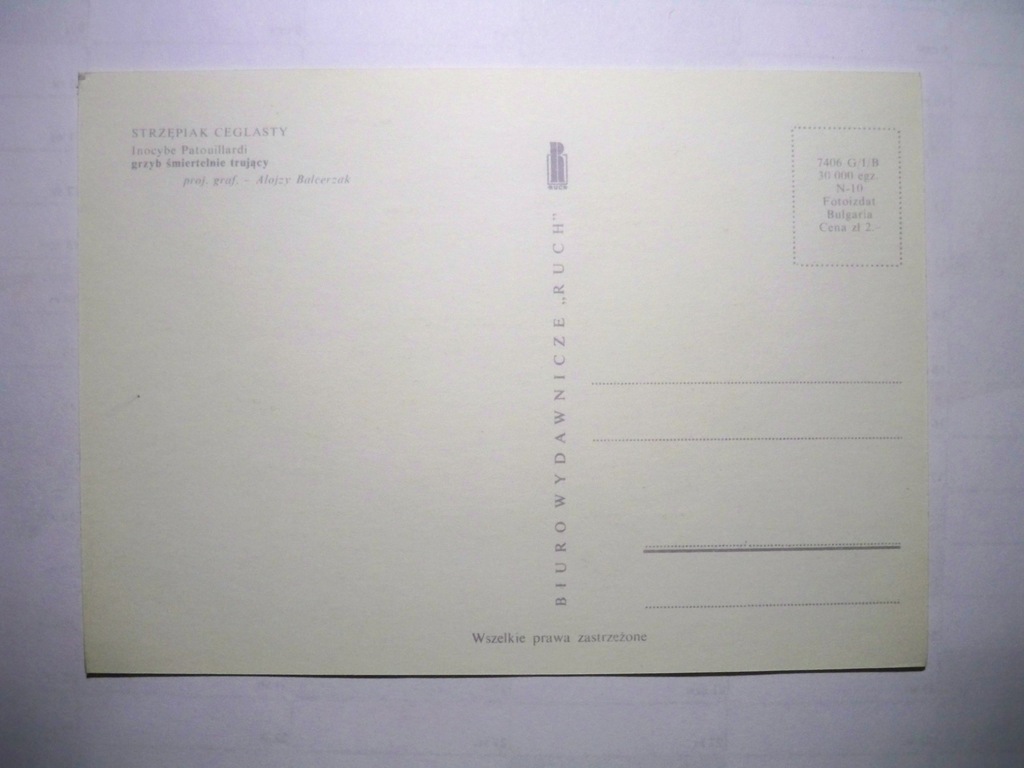 STRZĘPIAK CEGLASTY
Inocybe Patouillardi
grzyb śmiertelnie trujący
proj. graf. – Alojzy Balcerzak
RUCH
BIURO WYDAWNICZE „RUCH"
7406 G/I/B
30 000 egz.
N-10
Fotoizdat
Bulgaria
Cena zł 2.-
Wszelkie prawa zastrzeżone